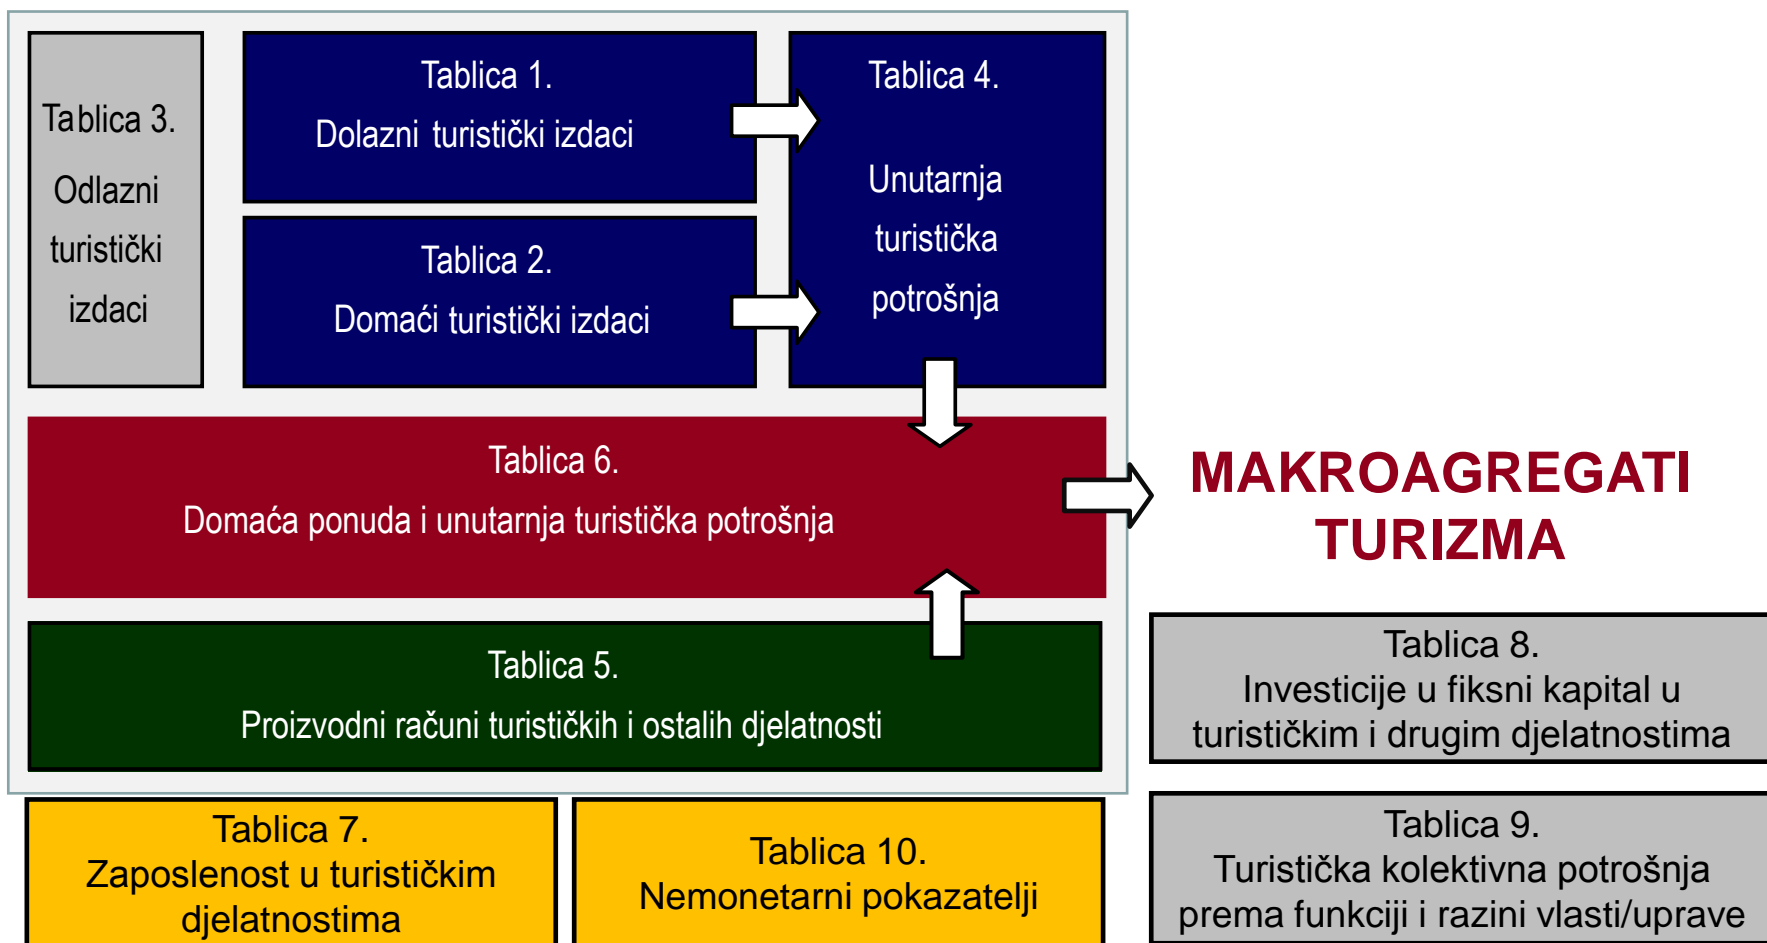 Tablica 3.
Odlazni
turistički
izdaci
Tablica 1.
Dolazni turistički izdaci
Tablica 2.
Domaći turistički izdaci
Tablica 4.
Unutarnja
turistička
potrošnja
Tablica 6.
Domaća ponuda i unutarnja turistička potrošnja
MAKROAGREGATI
TURIZMA
Tablica 5.
Proizvodni računi turističkih i ostalih djelatnosti
Tablica 8.
Investicije u fiksni kapital u
turističkim i drugim djelatnostima
Tablica 7.
Zaposlenost u turističkim
djelatnostima
Tablica 10.
Nemonetarni pokazatelji
Tablica 9.
Turistička kolektivna potrošnja
prema funkciji i razini vlasti/uprave